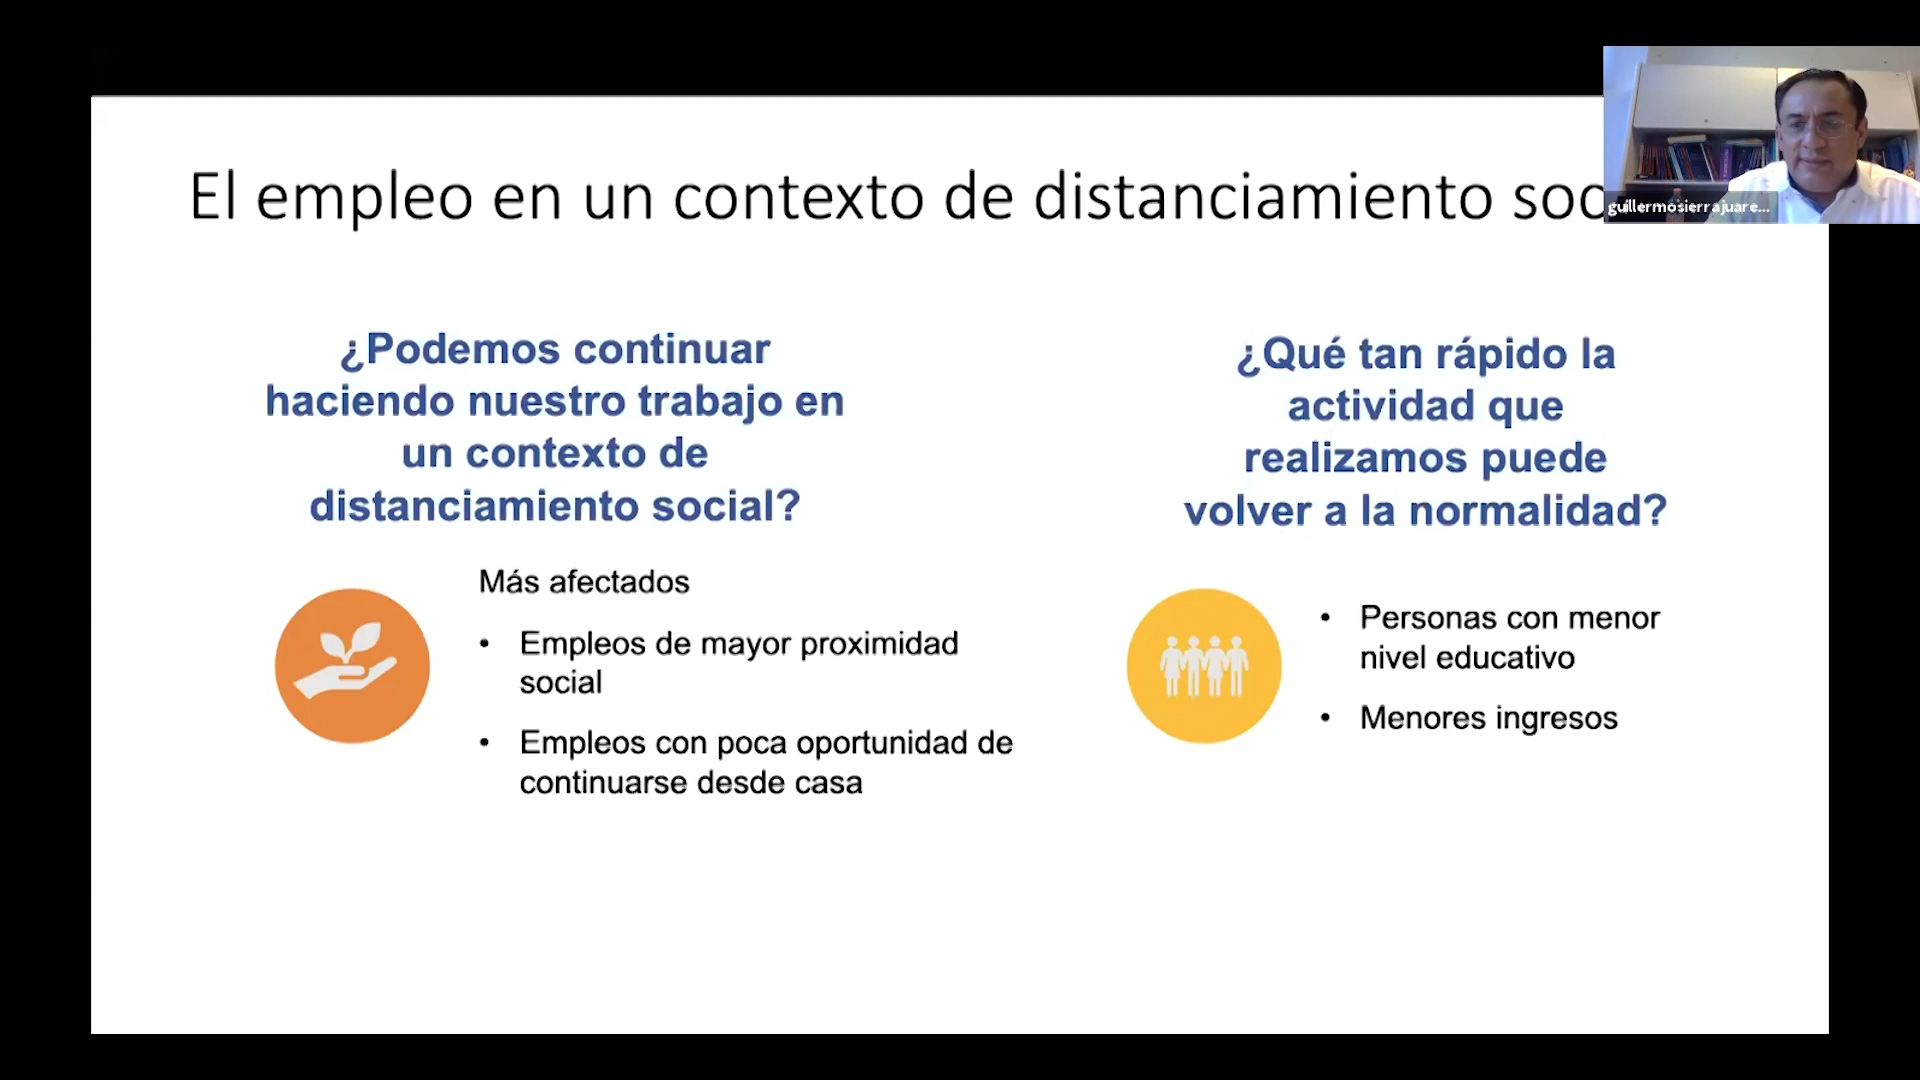 El empleo en un contexto de distanciamiento
guillermosierrajuare...
¿Podemos continuar
haciendo nuestro trabajo en
un contexto de
distanciamiento social?
Más afectados
• Empleos de mayor proximidad
social
• Empleos con poca oportunidad de
continuarse desde casa
¿Qué tan rápido la
actividad que
realizamos puede
volver a la normalidad?
• Personas con menor
nivel educativo
• Menores ingresos